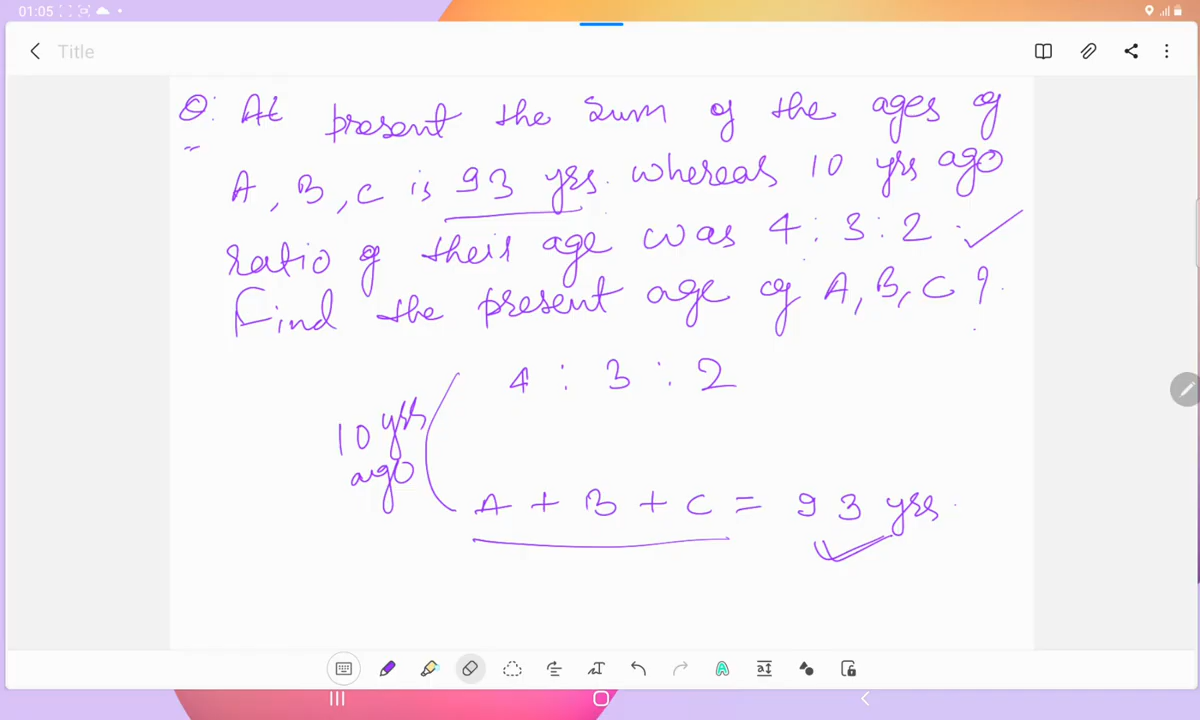 01:05
Title
Q: At present the sum of the ages of
A, B, C is 93 yrs. whereas 10 yrs ago
ratio of their age was 4 : 3 : 2 .
Find the present age of A, B, C ?
4 : 3 : 2
10 yrs
ago
A + B + C = 93 yrs.